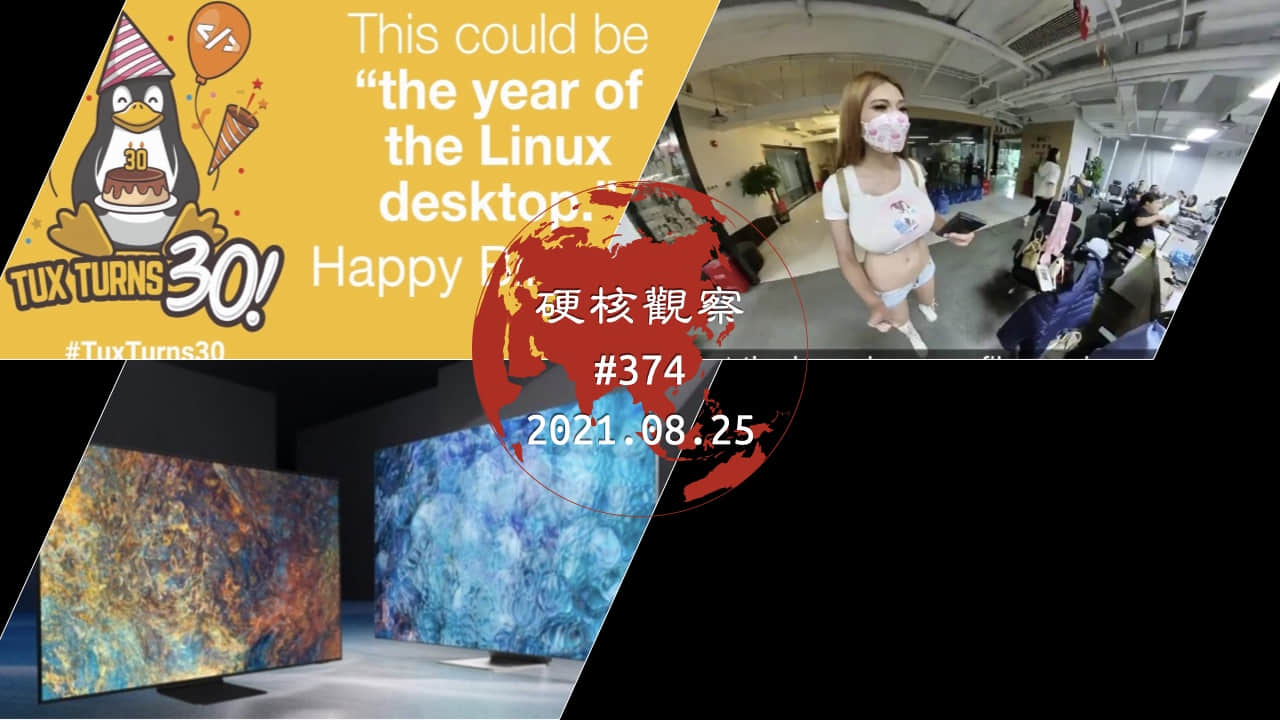 This could be
“the year of
the Linux
desktop."
Happy B...
</>
30
TUX TURNS 30!
#TuxTurns30
硬核觀察
#374
2021.08.25